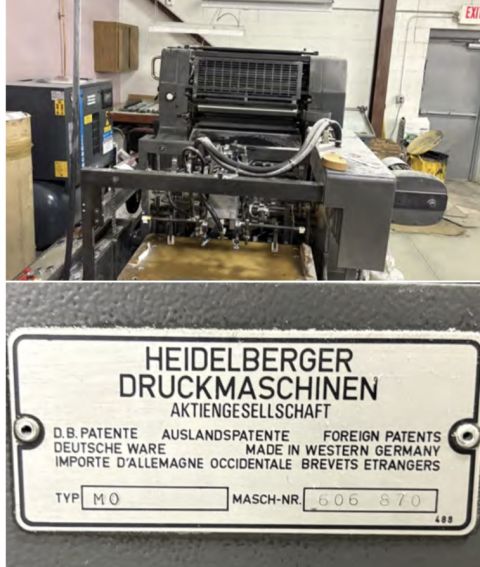 EXI
HEIDELBERGER
DRUCKMASCHINEN
AKTIENGESELLSCHAFT
D.B. PATENTE AUSLANDSPATENTE FOREIGN PATENTS
DEUTSCHE WARE MADE IN WESTERN GERMANY
IMPORTE D'ALLEMAGNE OCCIDENTALE BREVETS ETRANGERS
TYP MO MASCH-NR. 606 870
488